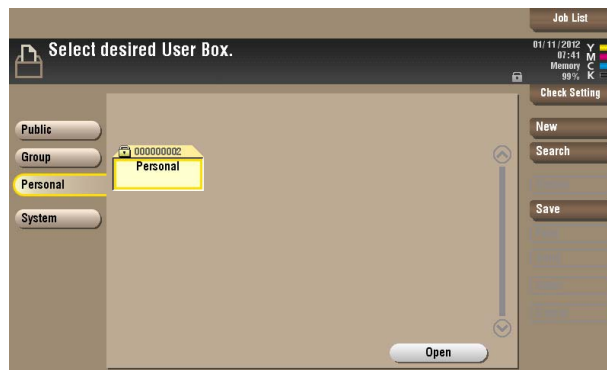 Job List
Select desired User Box.
01/11/2012
07:41
Memory
99%
Y
M
C
K
Check Setting
Public
Group
Personal
System
000000002
Personal
New
Search
Save
Open